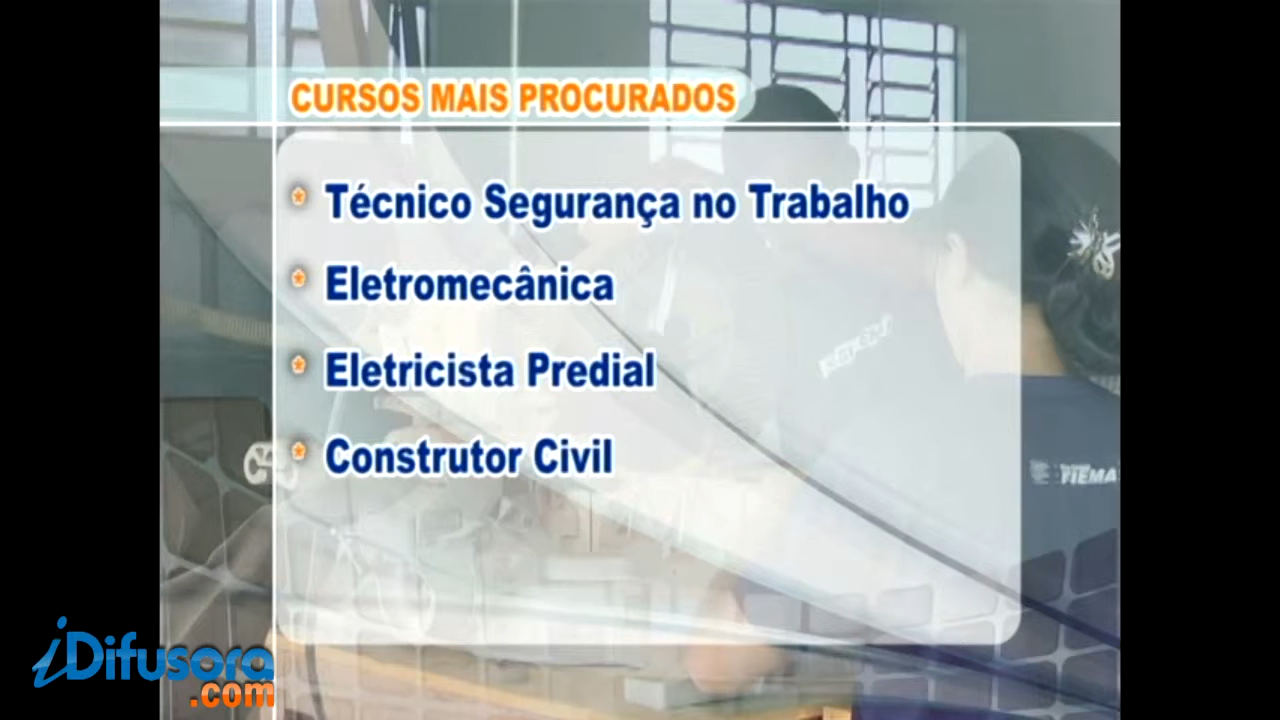 CURSOS MAIS PROCURADOS
Técnico Segurança no Trabalho
Eletromecânica
Eletricista Predial
Construtor Civil
FIEMA
iDifusora
.com